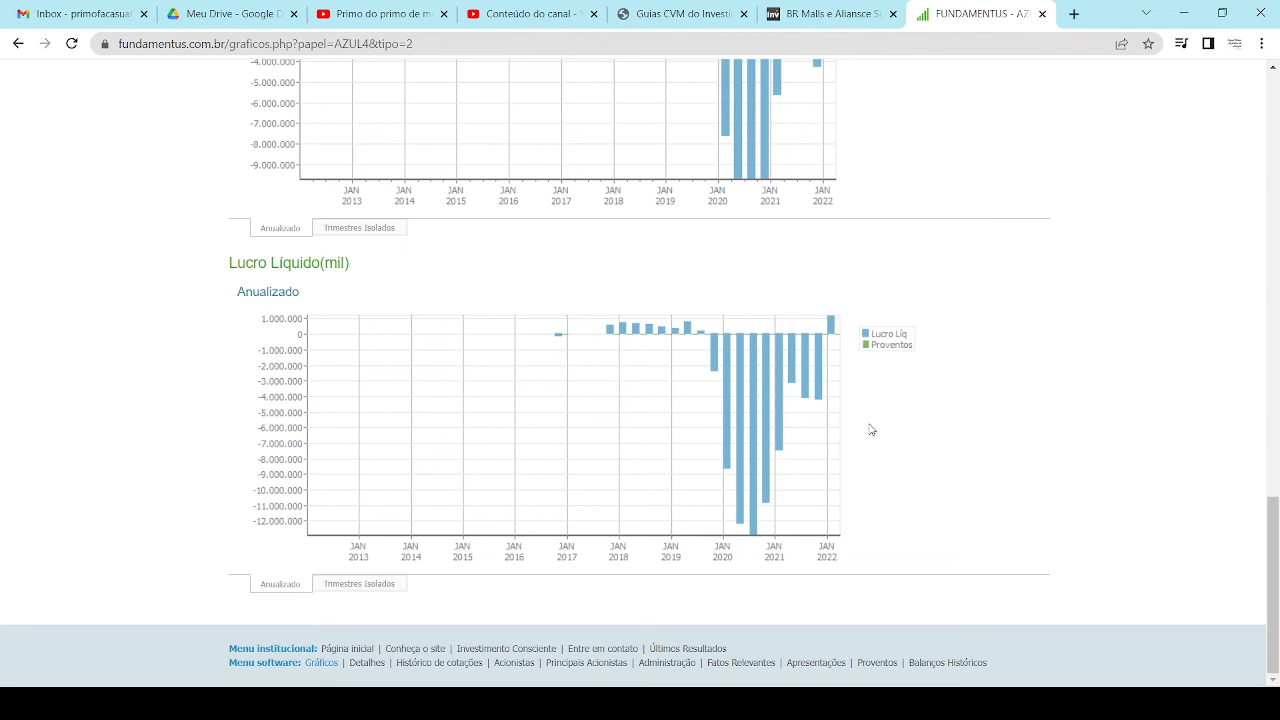 Inbox - primofacasuaf
Meu Drive - Google D
Primo do primo de m
Conteúdo do canal - Y
Guias CVM do Investi
BR Malls e Aliansce S
FUNDAMENTUS - AZU
fundamentus.com.br/graficos.php?papel=AZUL4&tipo=2
-4.000.000
-5.000.000
-6.000.000
-7.000.000
-8.000.000
-9.000.000
JAN JAN JAN JAN JAN JAN JAN JAN JAN JAN
2013 2014 2015 2016 2017 2018 2019 2020 2021 2022
Anualizado Trimestres Isolados
Lucro Líquido(mil)
Anualizado
1.000.000
0
-1.000.000
-2.000.000
-3.000.000
-4.000.000
-5.000.000
-6.000.000
-7.000.000
-8.000.000
-9.000.000
-10.000.000
-11.000.000
-12.000.000
Lucro Líq
Proventos
JAN JAN JAN JAN JAN JAN JAN JAN JAN JAN
2013 2014 2015 2016 2017 2018 2019 2020 2021 2022
Anualizado Trimestres Isolados
Menu institucional: Página inicial | Conheça o site | Investimento Consciente | Entre em contato | Últimos Resultados
Menu software: Gráficos | Detalhes | Histórico de cotações | Acionistas | Principais Acionistas | Administração | Fatos Relevantes | Apresentações | Proventos | Balanços Históricos